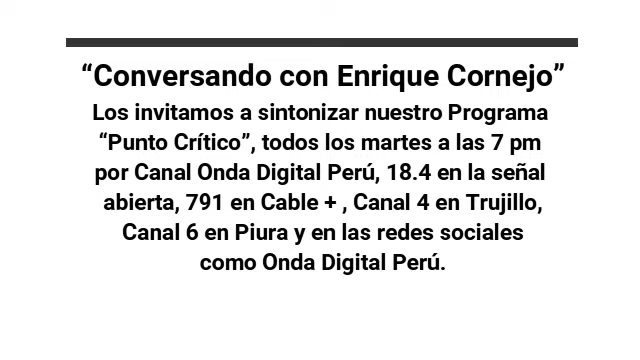 “Conversando con Enrique Cornejo”
Los invitamos a sintonizar nuestro Programa
“Punto Crítico”, todos los martes a las 7 pm
por Canal Onda Digital Perú, 18.4 en la señal
abierta, 791 en Cable + , Canal 4 en Trujillo,
Canal 6 en Piura y en las redes sociales
como Onda Digital Perú.